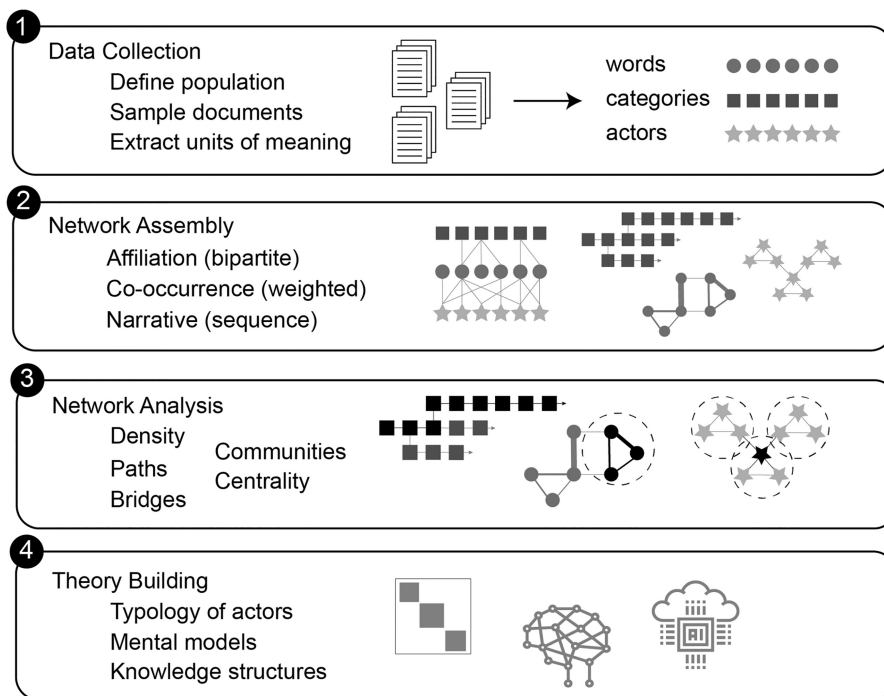 1
Data Collection
Define population
Sample documents
Extract units of meaning
words
categories
actors
2
Network Assembly
Affiliation (bipartite)
Co-occurrence (weighted)
Narrative (sequence)
3
Network Analysis
Density
Paths
Bridges
Communities
Centrality
4
Theory Building
Typology of actors
Mental models
Knowledge structures
AI